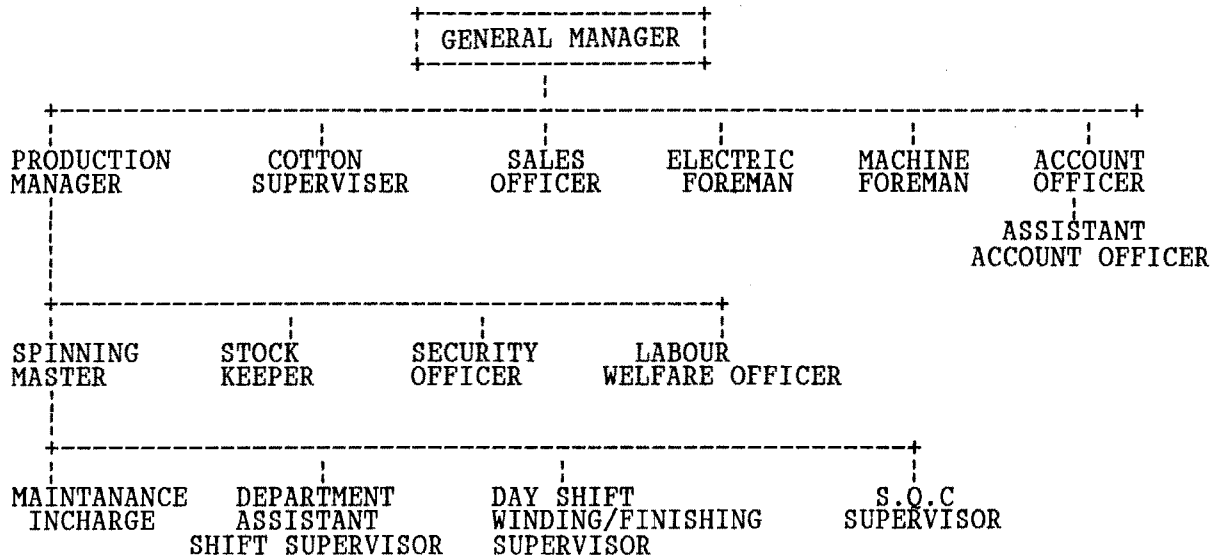 GENERAL MANAGER
PRODUCTION MANAGER
COTTON SUPERVISER
SALES OFFICER
ELECTRIC FOREMAN
MACHINE FOREMAN
ACCOUNT OFFICER
ASSISTANT ACCOUNT OFFICER
SPINNING MASTER
STOCK KEEPER
SECURITY OFFICER
LABOUR WELFARE OFFICER
MAINTANANCE INCHARGE
DEPARTMENT ASSISTANT SHIFT SUPERVISOR
DAY SHIFT WINDING/FINISHING SUPERVISOR
S.Q.C SUPERVISOR